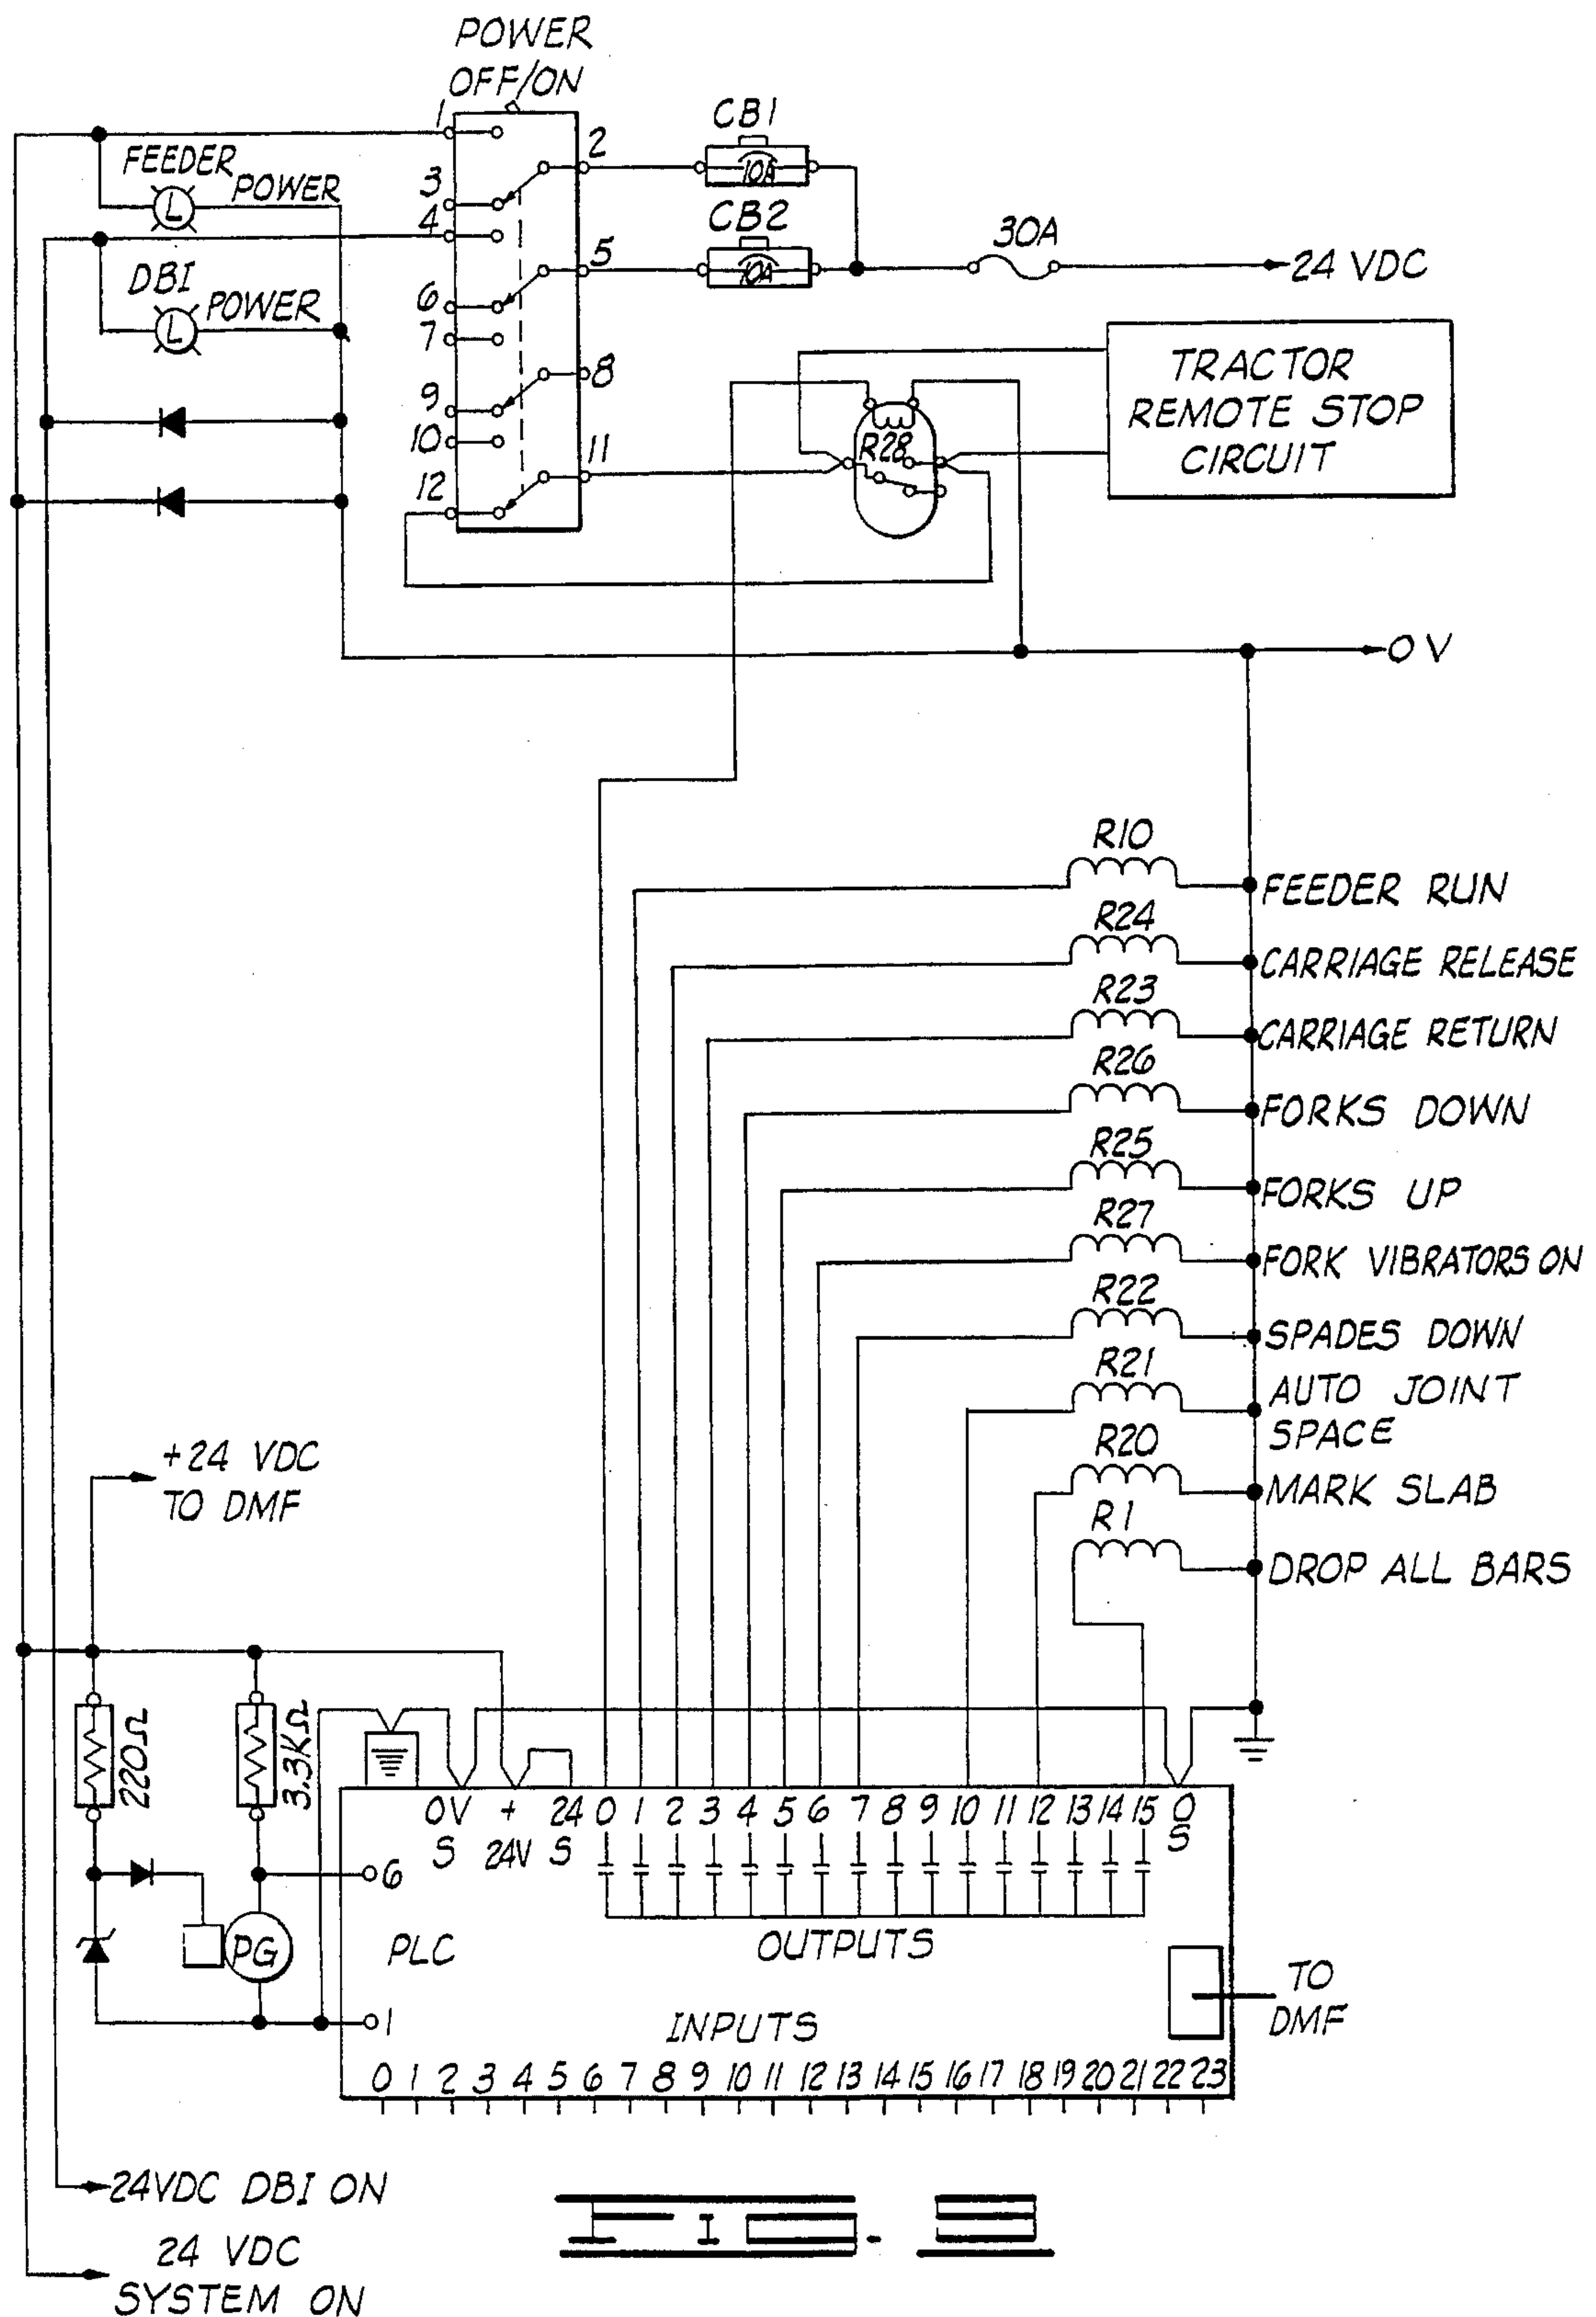 POWER
OFF/ON
1
2
3
4
5
6
7
8
9
10
11
12
CB1
10A
CB2
10A
30A
24 VDC
FEEDER
POWER
L
DBI
POWER
L
TRACTOR
REMOTE STOP
CIRCUIT
R28
0 V
R10
FEEDER RUN
R24
CARRIAGE RELEASE
R23
CARRIAGE RETURN
R26
FORKS DOWN
R25
FORKS UP
R27
FORK VIBRATORS ON
R22
SPADES DOWN
R21
AUTO JOINT
SPACE
R20
MARK SLAB
R1
DROP ALL BARS
+24 VDC
TO DMF
220Ω
3.3KΩ
0V + 24 0 1 2 3 4 5 6 7 8 9 10 11 12 13 14 15 0
S 24V S S
6
PG
PLC
OUTPUTS
1
INPUTS
TO
DMF
0 1 2 3 4 5 6 7 8 9 10 11 12 13 14 15 16 17 18 19 20 21 22 23
24VDC DBI ON
24 VDC
SYSTEM ON